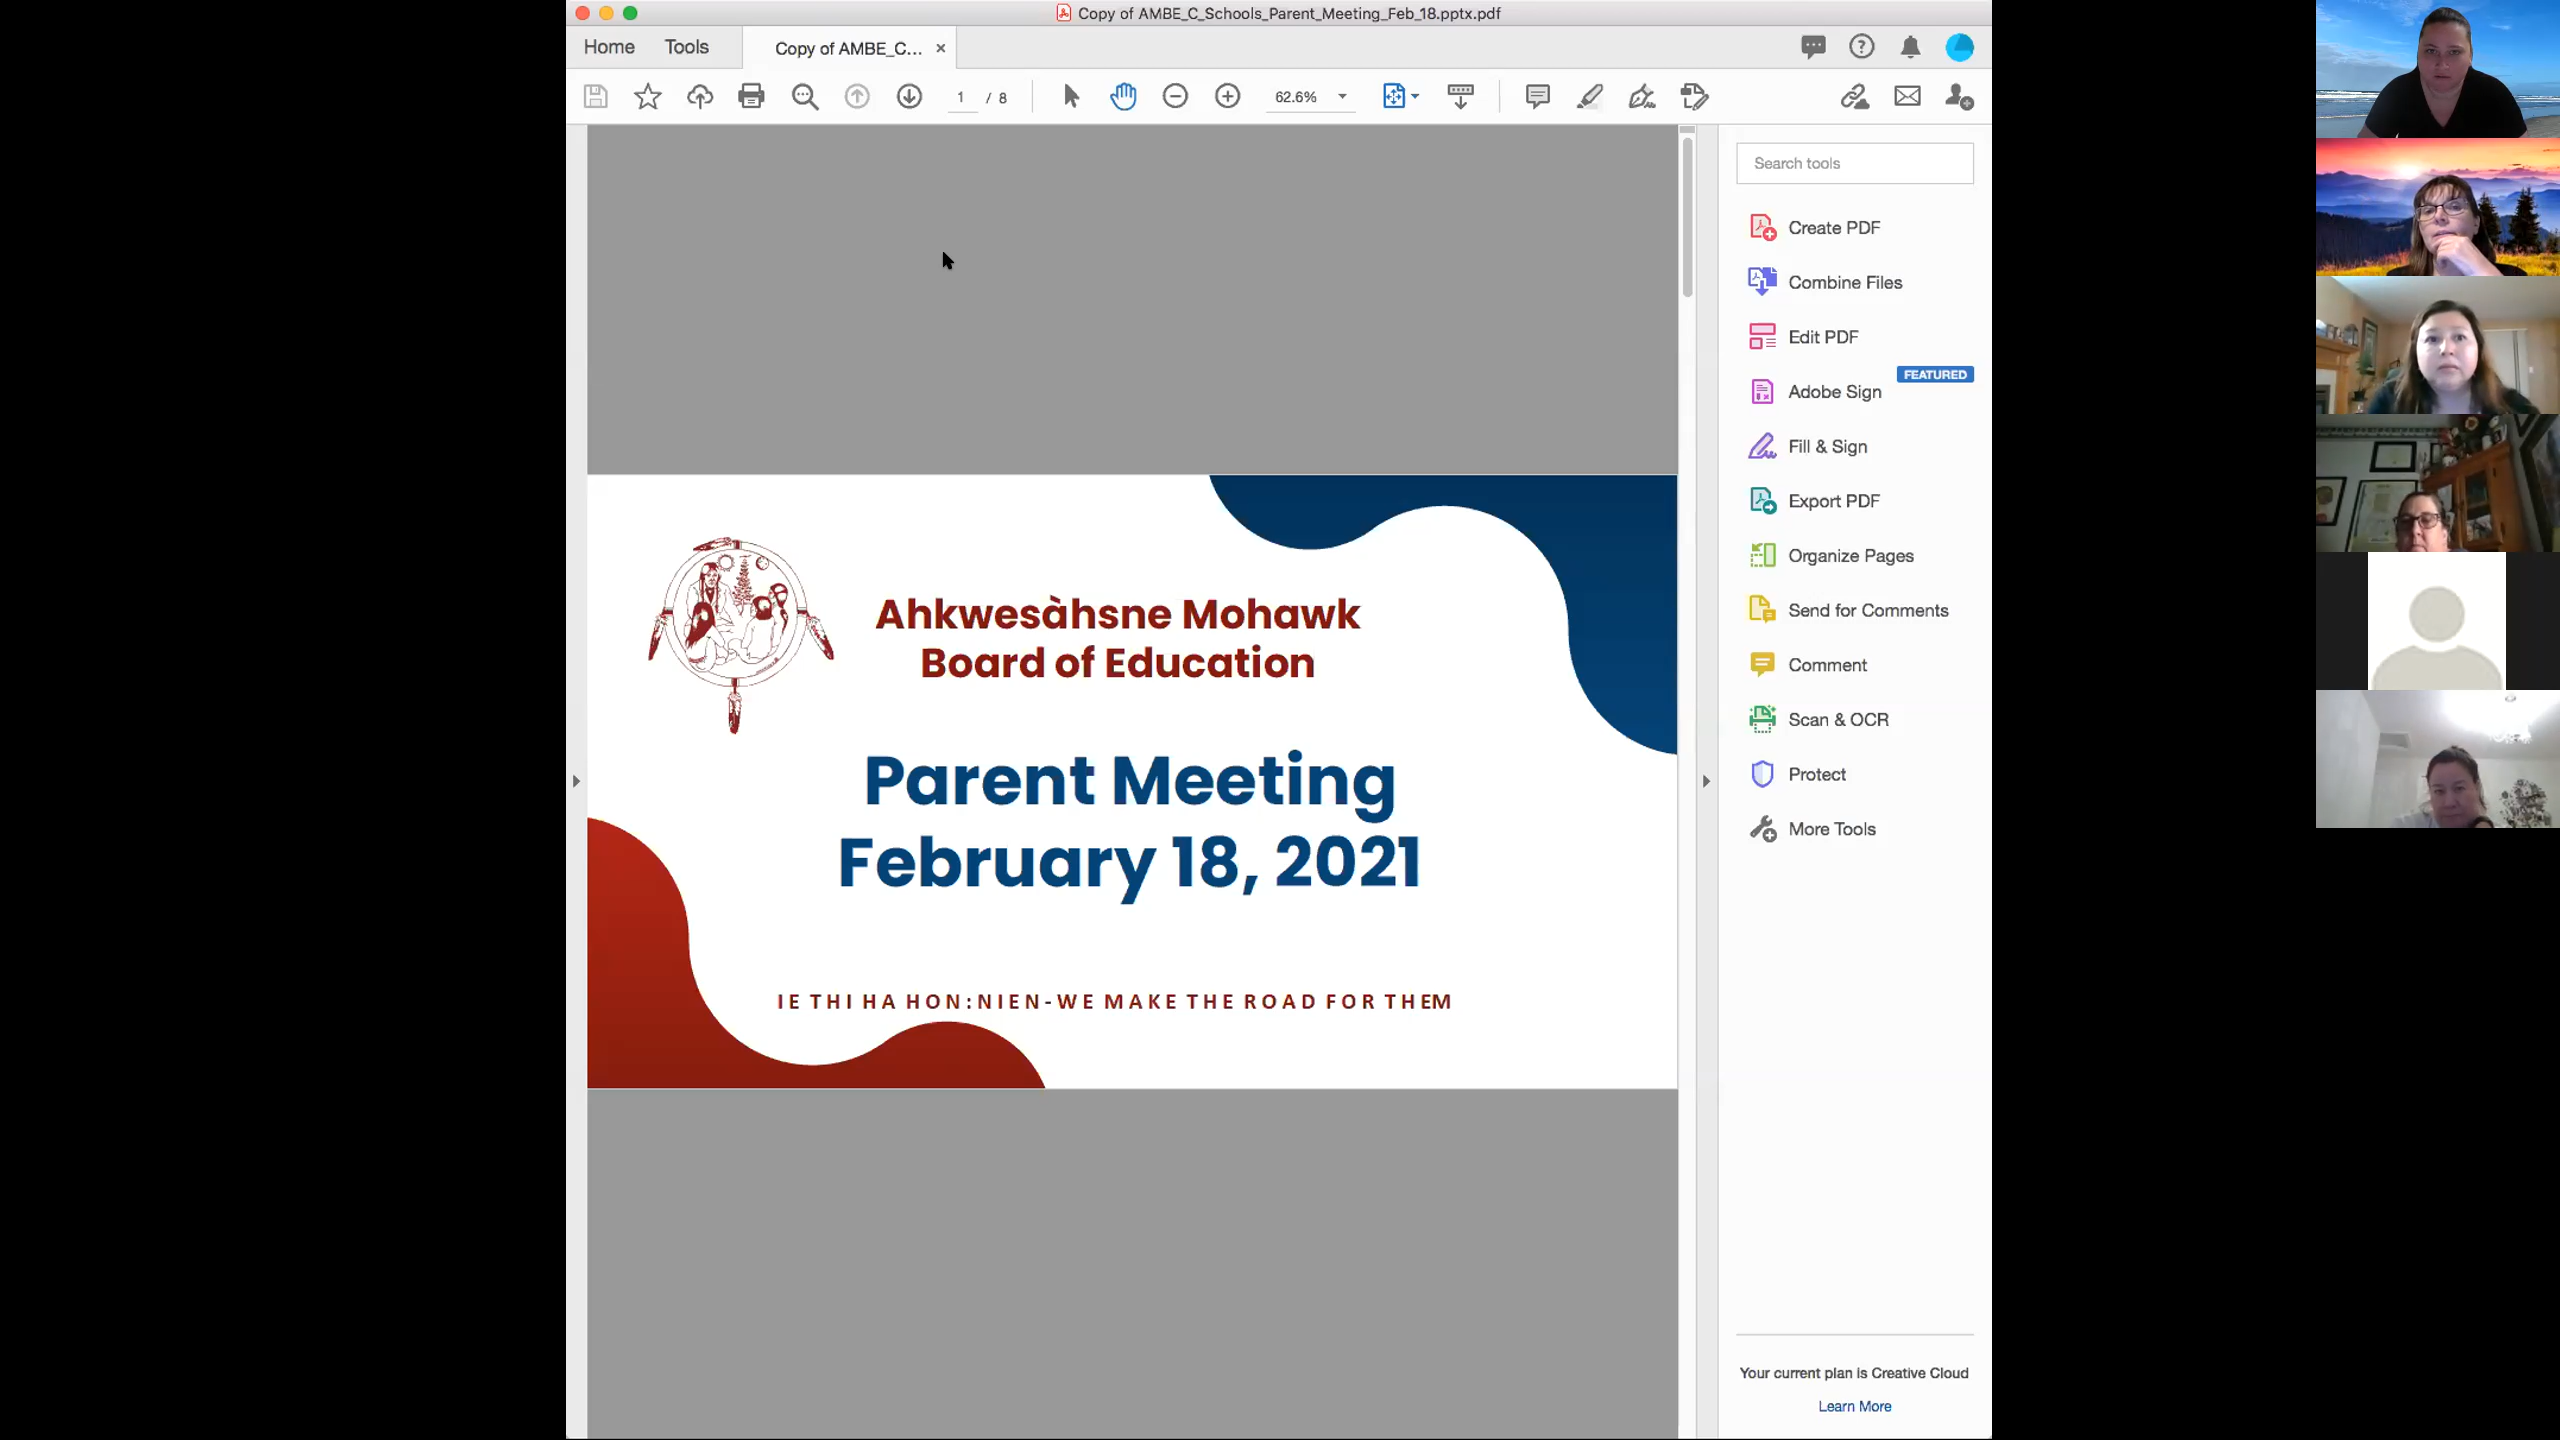 Copy of AMBE_C_Schools_Parent_Meeting_Feb_18.pptx.pdf
Home
Tools
Copy of AMBE_C... ×
1 / 8
62.6%
Search tools
Create PDF
Combine Files
Edit PDF
FEATURED
Adobe Sign
Fill & Sign
Export PDF
Organize Pages
Send for Comments
Comment
Scan & OCR
Protect
More Tools
Ahkwesàhsne Mohawk
Board of Education
Parent Meeting
February 18, 2021
IE THI HA HON:NIEN-WE MAKE THE ROAD FOR THEM
Your current plan is Creative Cloud
Learn More